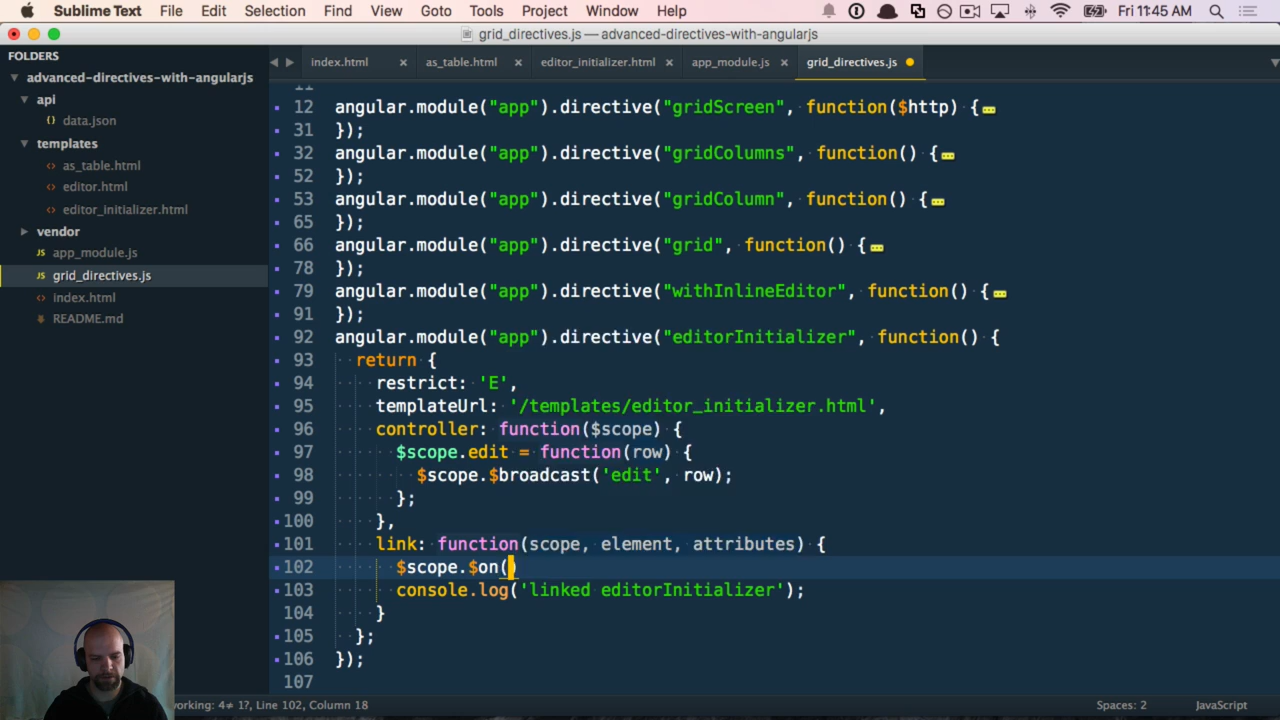 Sublime Text File Edit Selection Find View Goto Tools Project Window Help Fri 11:45 AM
grid_directives.js — advanced-directives-with-angularjs
FOLDERS
advanced-directives-with-angularjs
api
data.json
templates
as_table.html
editor.html
editor_initializer.html
vendor
app_module.js
grid_directives.js
index.html
README.md
index.html as_table.html editor_initializer.html app_module.js grid_directives.js
11
12 angular.module("app").directive("gridScreen", function($http) {
31 });
32 angular.module("app").directive("gridColumns", function() {
52 });
53 angular.module("app").directive("gridColumn", function() {
65 });
66 angular.module("app").directive("grid", function() {
78 });
79 angular.module("app").directive("withInlineEditor", function() {
91 });
92 angular.module("app").directive("editorInitializer", function() {
93 return {
94 restrict: 'E',
95 templateUrl: '/templates/editor_initializer.html',
96 controller: function($scope) {
97 $scope.edit = function(row) {
98 $scope.$broadcast('edit', row);
99 };
100 },
101 link: function(scope, element, attributes) {
102 $scope.$on()
103 console.log('linked editorInitializer');
104 }
105 };
106 });
107
orking: 4≠ 1?, Line 102, Column 18 Spaces: 2 JavaScript